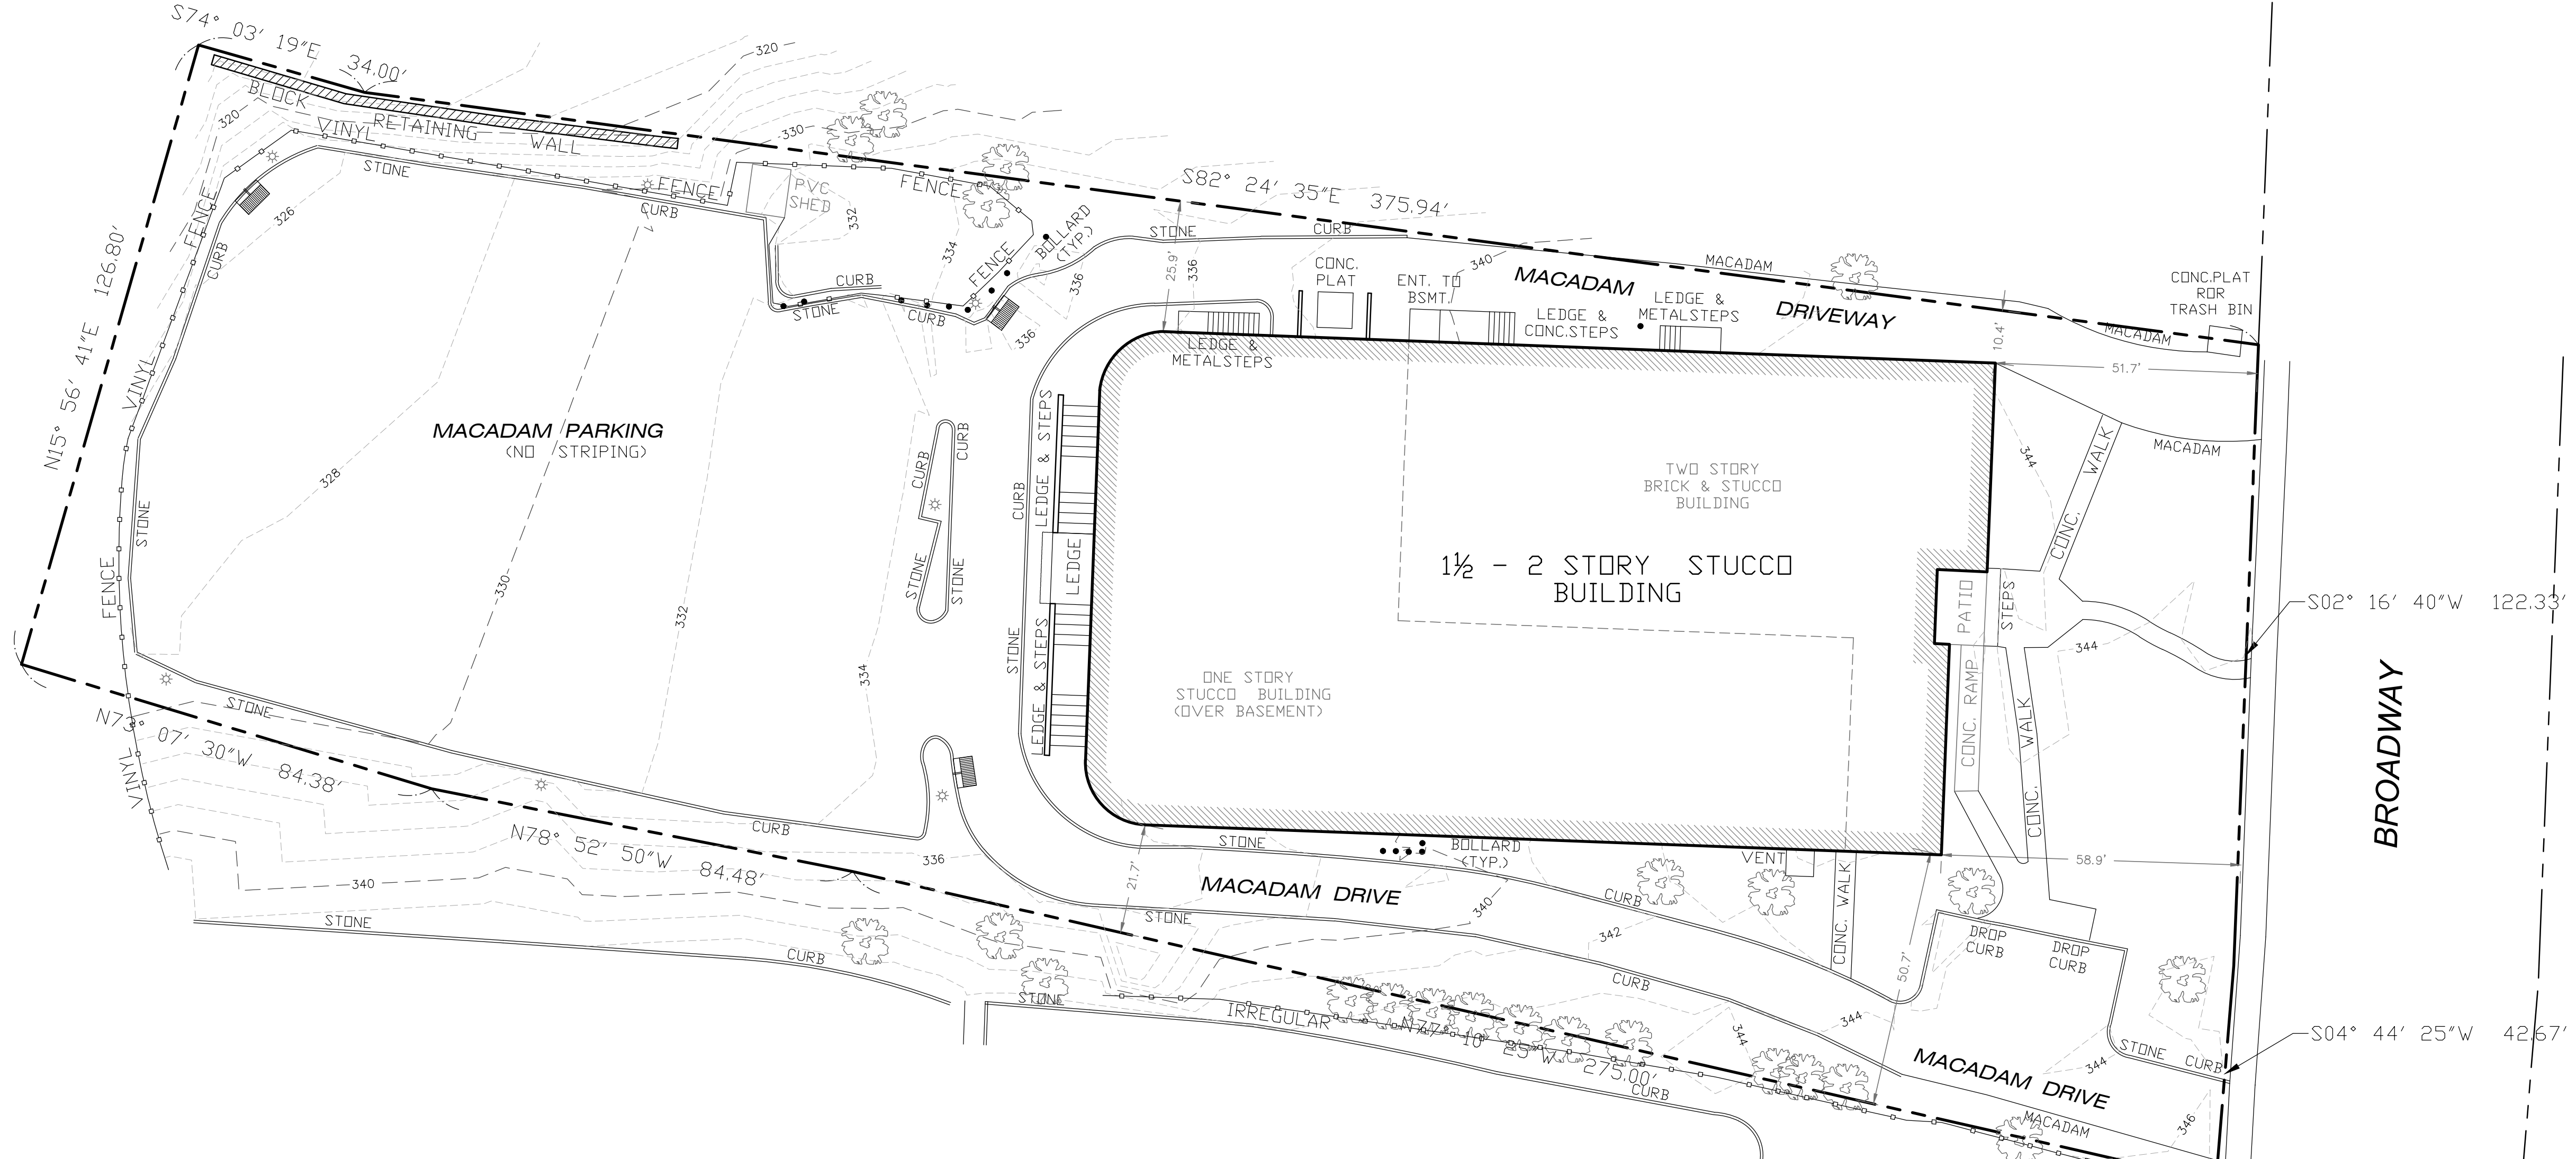 S74° 03' 19"E 34.00'
BLOCK
RETAINING
WALL
320
320
330
VINYL
FENCE
FENCE
STONE
CURB
PVC
SHED
332
334
FENCE
BOLLARD
(TYP.)
S82° 24' 35"E 375.94'
STONE
CURB
336
336
336
25.9'
CURB
STONE
CURB
CONC.
PLAT
ENT. TO
BSMT.
340
MACADAM
DRIVEWAY
MACADAM
LEDGE &
CONC.STEPS
LEDGE &
METALSTEPS
LEDGE &
METALSTEPS
10.4'
CONC.PLAT
ROR
TRASH BIN
MACADAM
51.7'
MACADAM
N15° 56' 41"E 126.80'
FENCE
CURB
326
VINYL
STONE
FENCE
MACADAM PARKING
(NO STRIPING)
328
330
332
334
CURB
CURB
STONE
STONE
CURB
STONE
LEDGE & STEPS
LEDGE
LEDGE & STEPS
TWO STORY
BRICK & STUCCO
BUILDING
1½ - 2 STORY STUCCO
BUILDING
ONE STORY
STUCCO BUILDING
(OVER BASEMENT)
344
CONC. WALK
PATIO
STEPS
344
CONC. RAMP
CONC. WALK
S02° 16' 40"W 122.33'
BROADWAY
N73° 07' 30"W 84.38'
STONE
VINYL
N78° 52' 50"W 84.48'
CURB
336
340
STONE
CURB
21.7'
STONE
BOLLARD
(TYP.)
MACADAM DRIVE
STONE
340
CURB
VENT
CONC. WALK
58.9'
342
CURB
50.7'
DROP
CURB
DROP
CURB
STONE
IRREGULAR
N77° 10' 25"W 275.00'
CURB
344
344
344
MACADAM DRIVE
STONE CURB
MACADAM
346
S04° 44' 25"W 42.67'